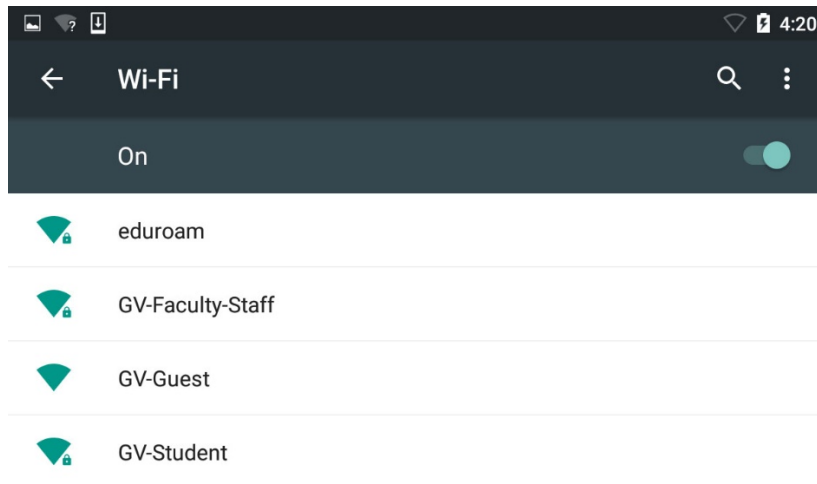 4:20
Wi-Fi
On
eduroam
GV-Faculty-Staff
GV-Guest
GV-Student